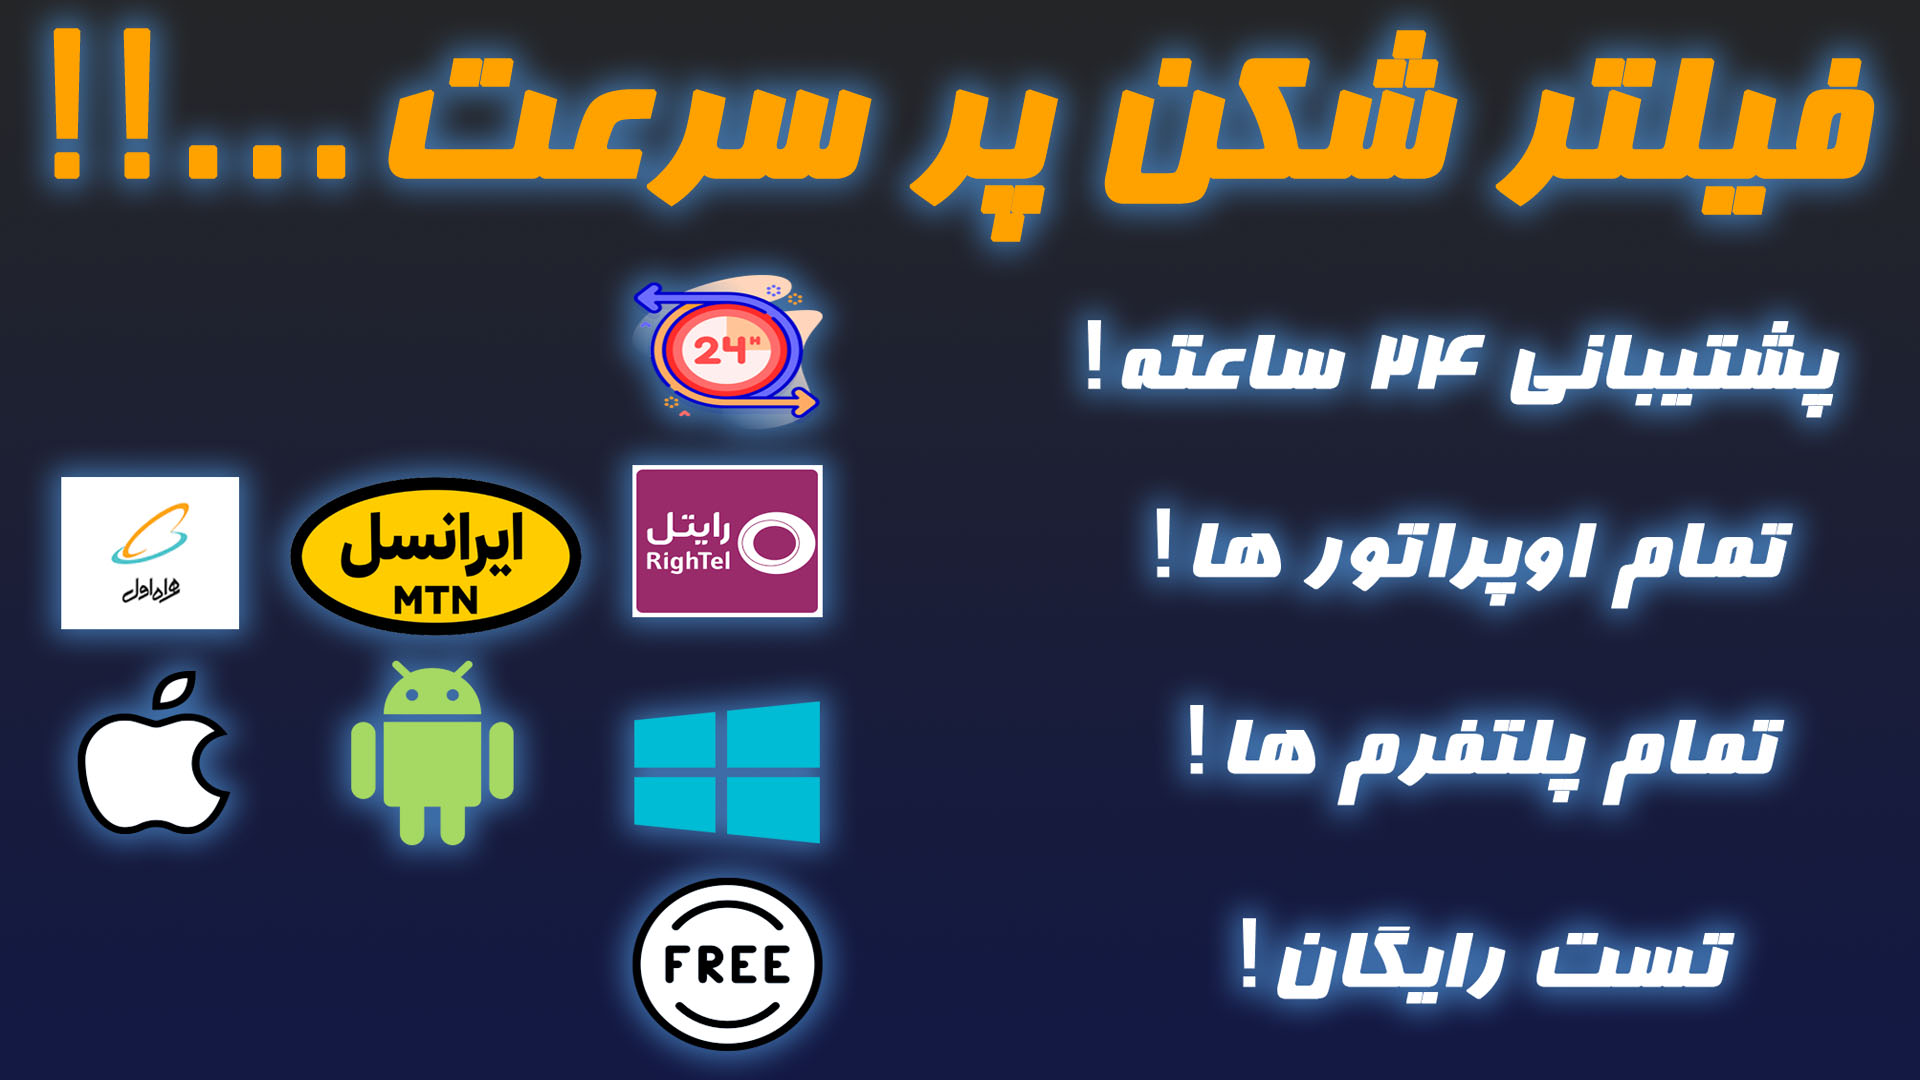 فیلتر شکن پر سرعت...!!
پشتیبانی ۲۴ ساعته!
24H
تمام اوپراتور ها!
رایتل
RighTel
ایرانسل
MTN
همراه اول
تمام پلتفرم ها!
تست رایگان!
FREE